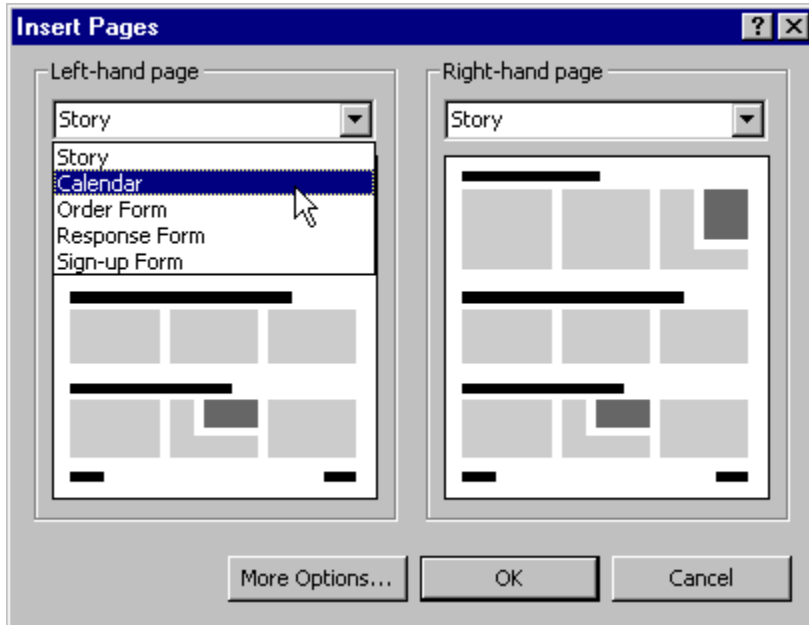 Insert Pages
Left-hand page
Story
Story
Calendar
Order Form
Response Form
Sign-up Form
Right-hand page
Story
More Options...
OK
Cancel